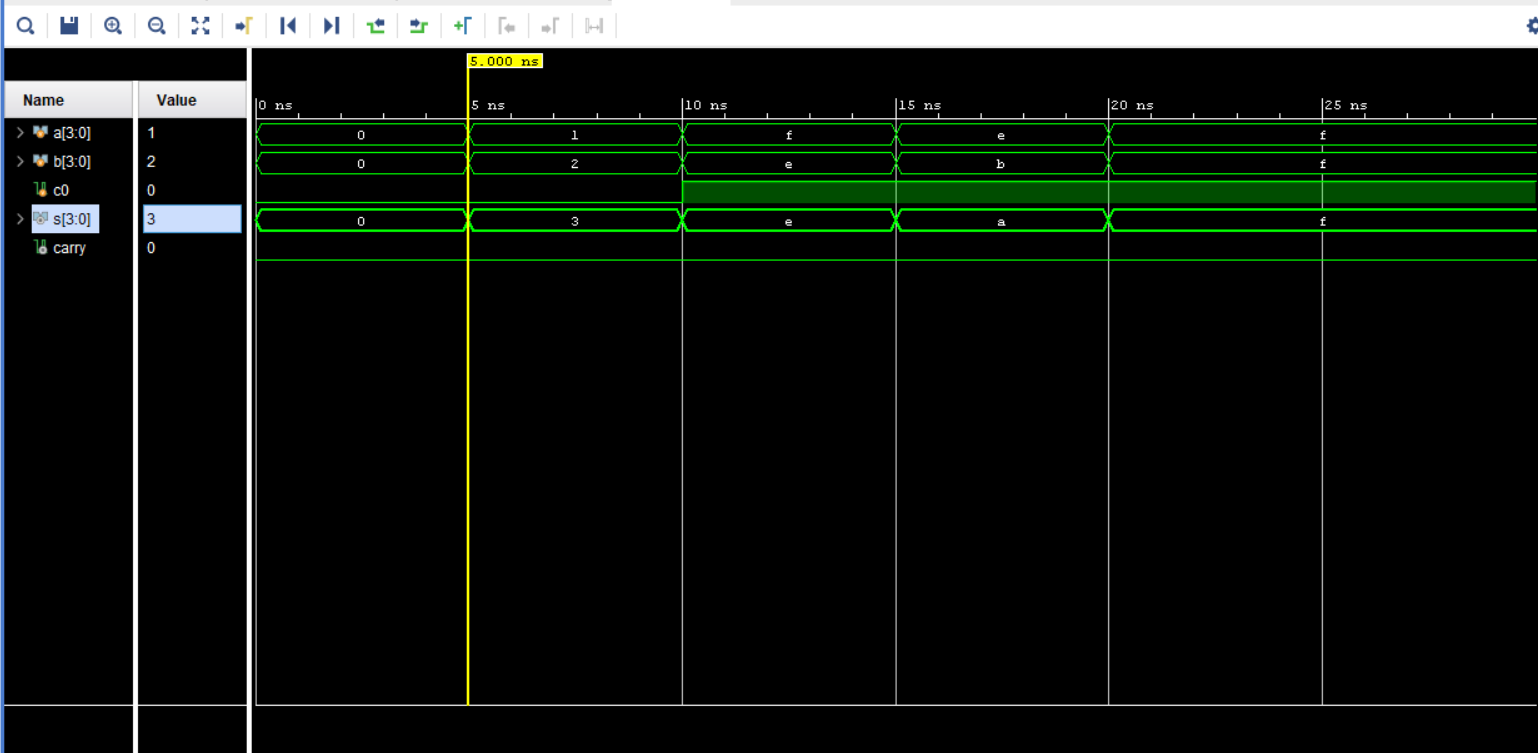 5.000 ns
Name Value 0 ns 5 ns 10 ns 15 ns 20 ns 25 ns
a[3:0] 1 0 1 f e f
b[3:0] 2 0 2 e b f
c0 0
s[3:0] 3 0 3 e a f
carry 0